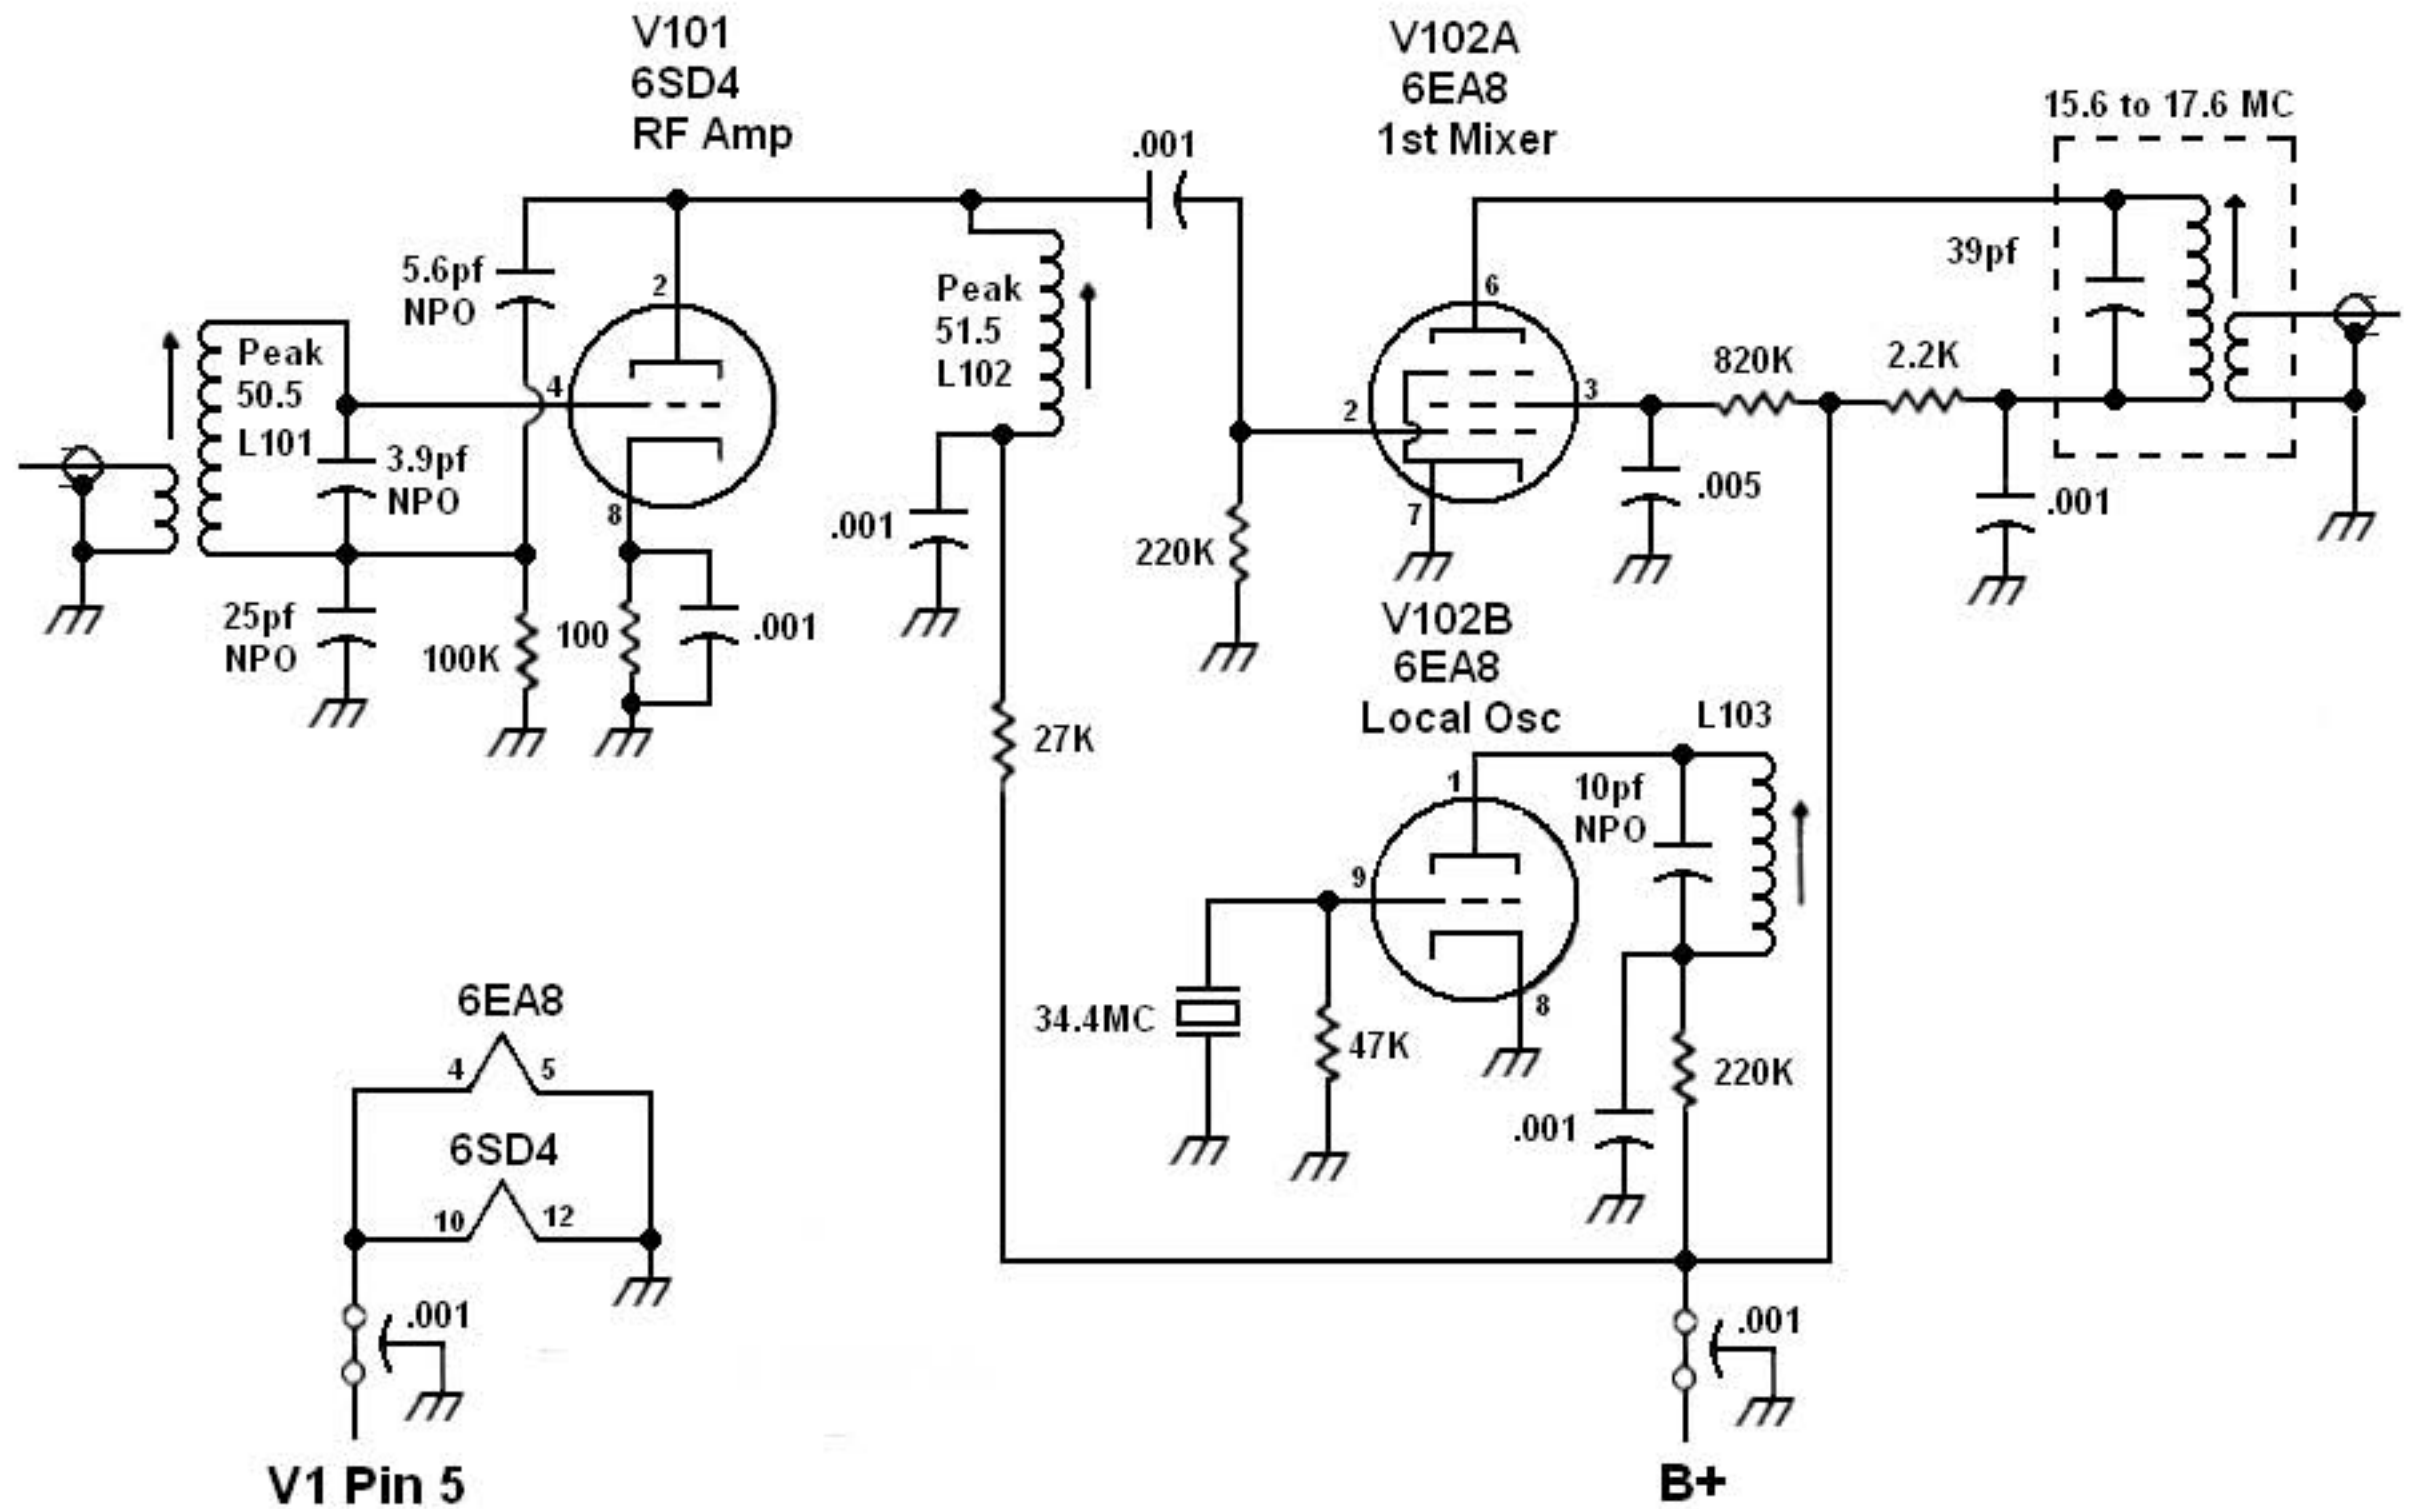 V101
6SD4
RF Amp
V102A
6EA8
1st Mixer
15.6 to 17.6 MC
.001
5.6pf
NPO
2
4
Peak
50.5
L101
3.9pf
NPO
8
25pf
NPO
100K
100
.001
Peak
51.5
L102
.001
27K
220K
6
2
3
7
820K
2.2K
39pf
.005
.001
V102B
6EA8
Local Osc
L103
1
10pf
NPO
9
8
34.4MC
47K
220K
.001
6EA8
4
5
6SD4
10
12
.001
V1 Pin 5
.001
B+